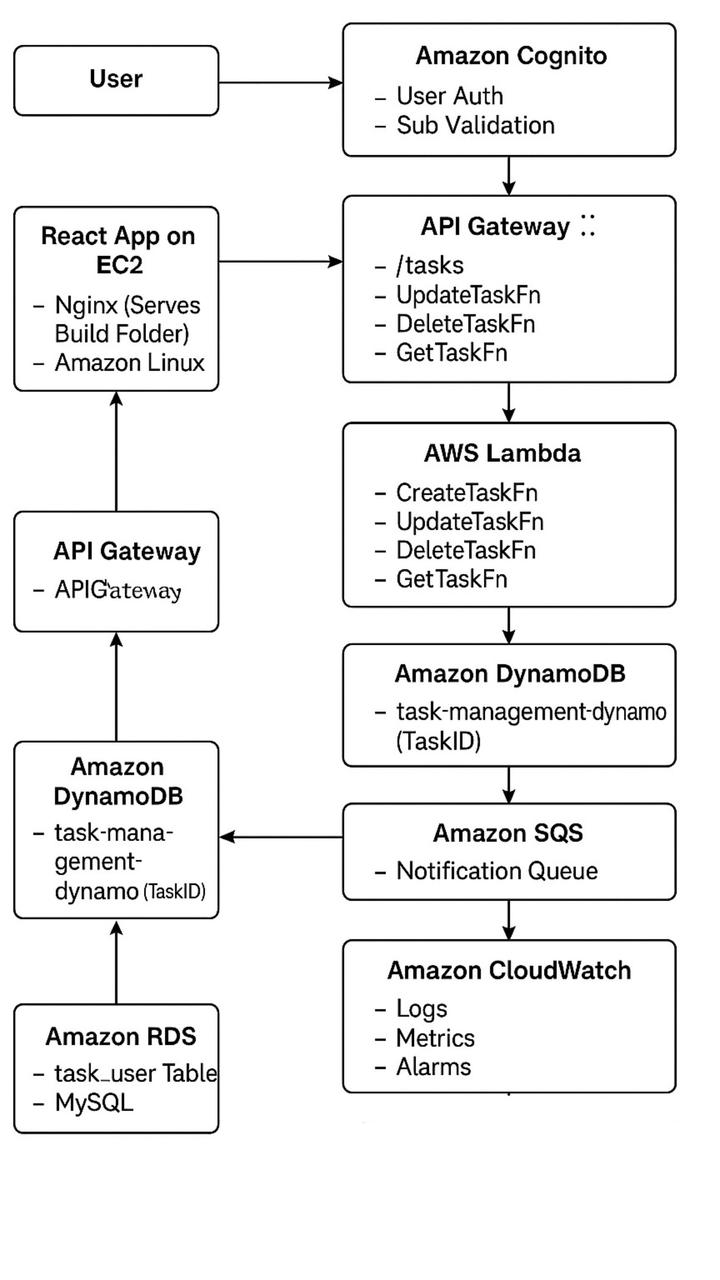 User
Amazon Cognito
– User Auth
– Sub Validation
React App on
EC2
– Nginx (Serves
Build Folder)
– Amazon Linux
API Gateway ::
– /tasks
– UpdateTaskFn
– DeleteTaskFn
– GetTaskFn
AWS Lambda
– CreateTaskFn
– UpdateTaskFn
– DeleteTaskFn
– GetTaskFn
API Gateway
– APIGateway
Amazon DynamoDB
– task-management-dynamo
(TaskID)
Amazon
DynamoDB
– task-mana-
gement-
dynamo (TaskID)
Amazon SQS
– Notification Queue
Amazon CloudWatch
– Logs
– Metrics
– Alarms
Amazon RDS
– task_user Table
– MySQL